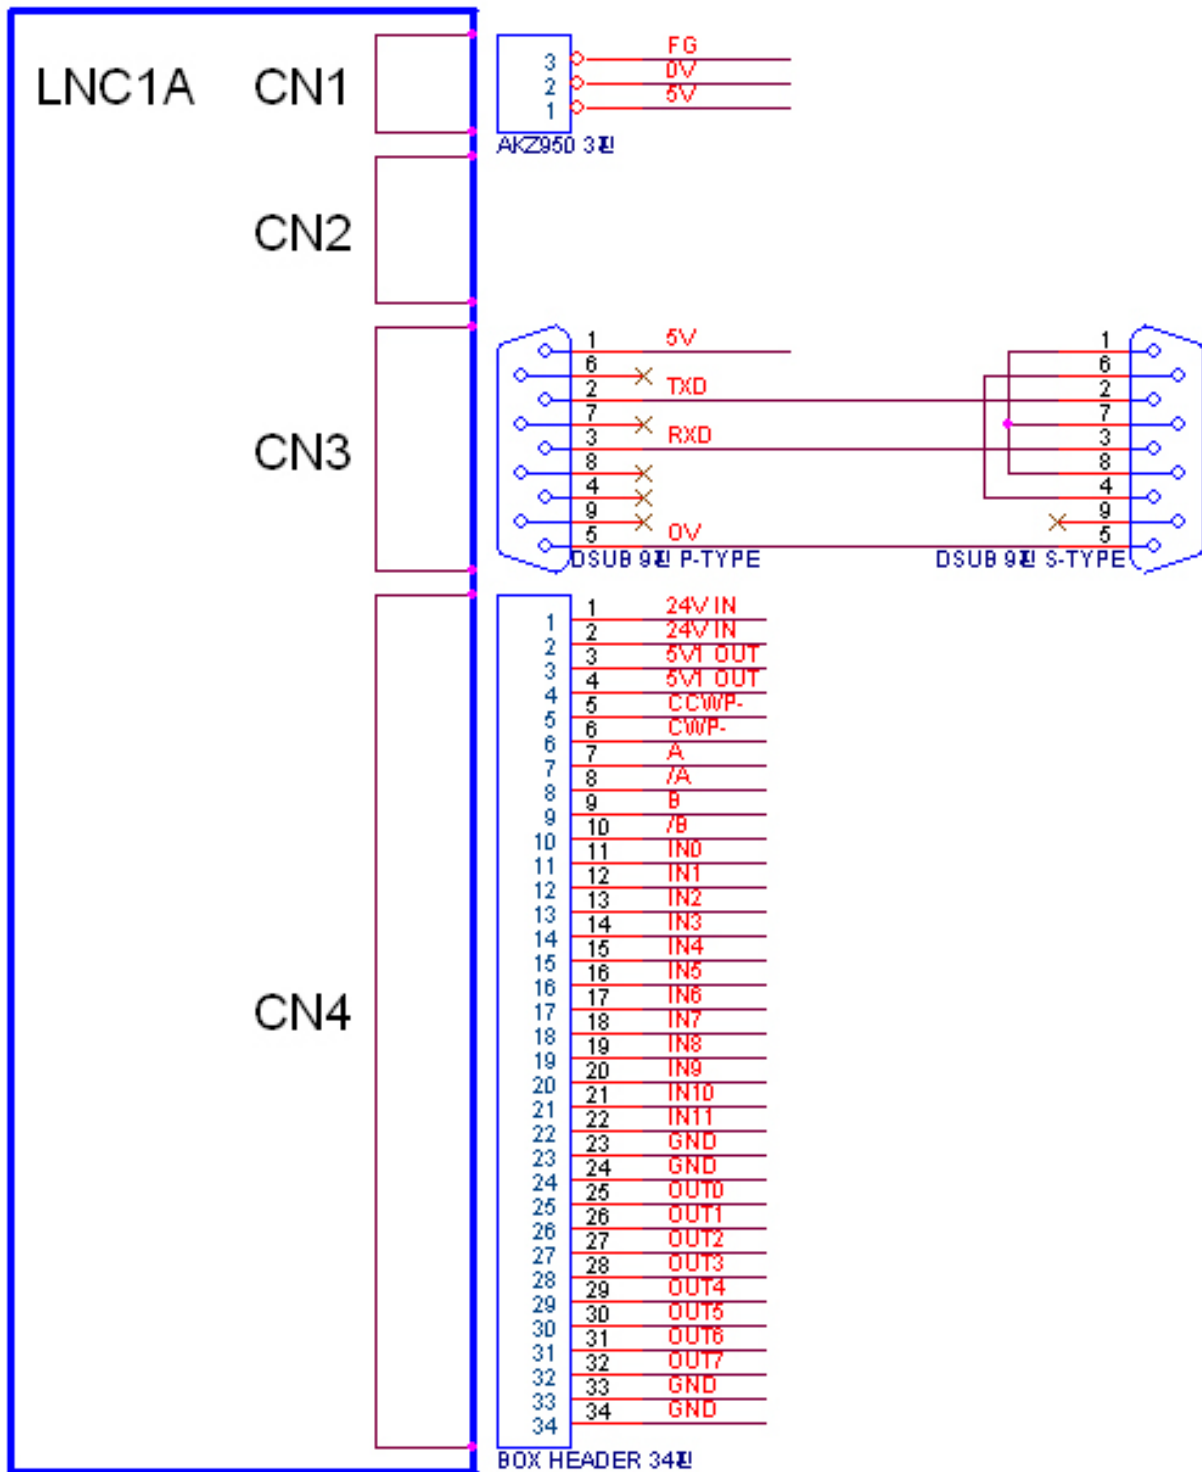 LNC1A
CN1
3 FG
2 0V
1 5V
AKZ950 3핀
CN2
CN3
1 5V 1
6 6
2 TXD 2
7 7
3 RXD 3
8 8
4 4
9 9
5 0V 5
DSUB 9핀 P-TYPE DSUB 9핀 S-TYPE
CN4
1 1 24V IN
2 2 24V IN
3 3 5V1 OUT
4 4 5V1 OUT
5 5 CCWP-
6 6 CWP-
7 7 A
8 8 /A
9 9 B
10 10 /B
11 11 IN0
12 12 IN1
13 13 IN2
14 14 IN3
15 15 IN4
16 16 IN5
17 17 IN6
18 18 IN7
19 19 IN8
20 20 IN9
21 21 IN10
22 22 IN11
23 23 GND
24 24 GND
25 25 OUT0
26 26 OUT1
27 27 OUT2
28 28 OUT3
29 29 OUT4
30 30 OUT5
31 31 OUT6
32 32 OUT7
33 33 GND
34 34 GND
BOX HEADER 34핀